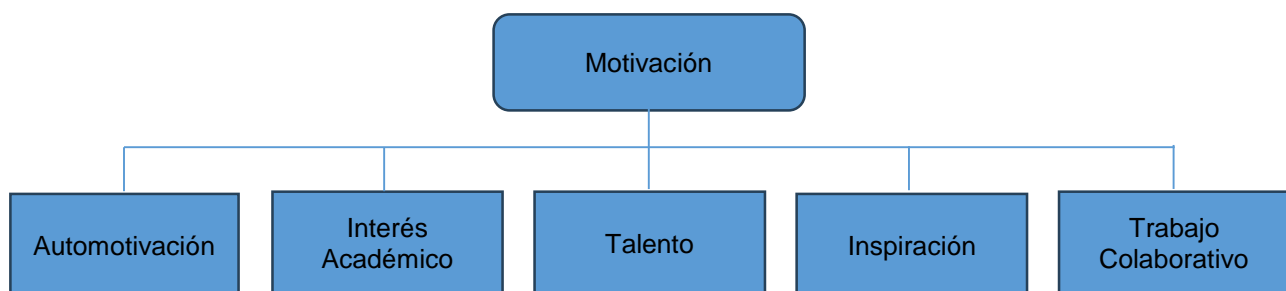 Motivación
Automotivación
Interés
Académico
Talento
Inspiración
Trabajo
Colaborativo